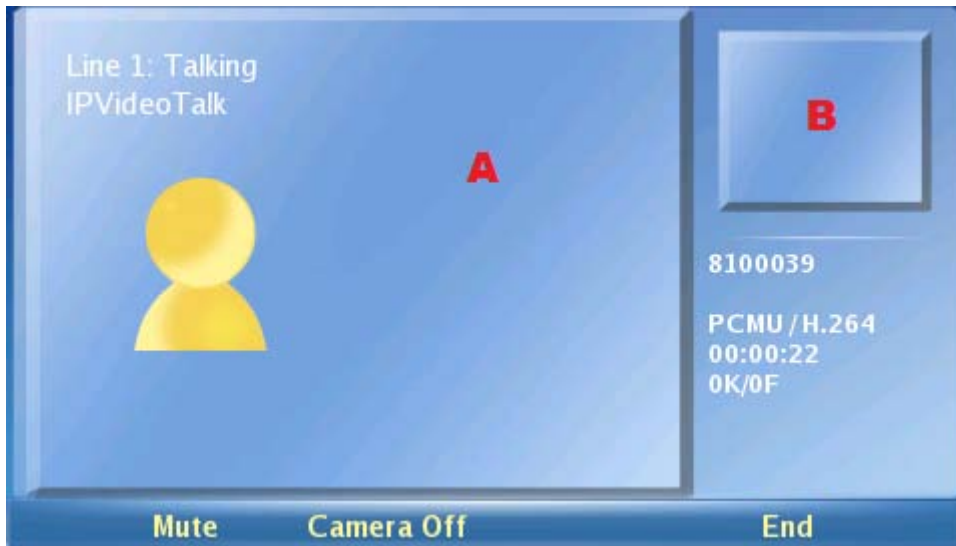 Line 1: Talking
IPVideoTalk
A
B
8100039
PCMU/H.264
00:00:22
0K/0F
Mute Camera Off End